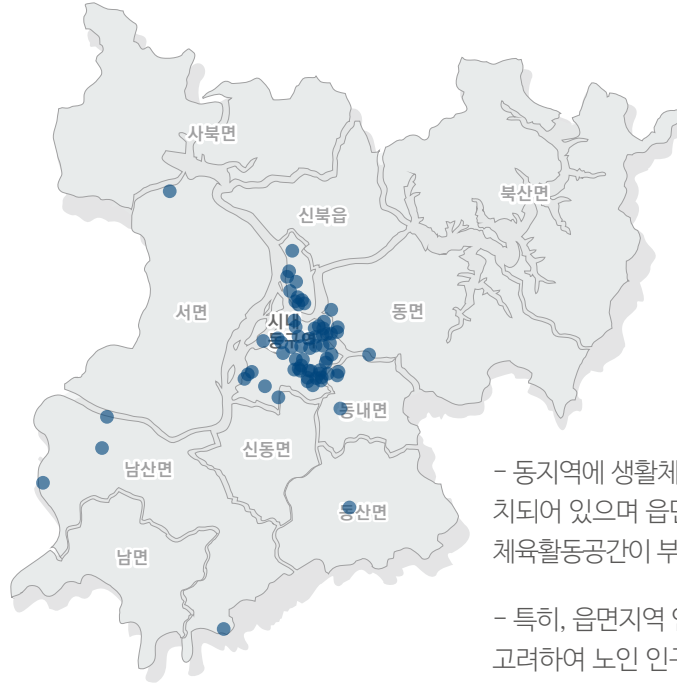 사북면
북산면
신북읍
서면
동면
시내
동지역
동내면
신동면
남산면
동산면
남면
- 동지역에 생활체
치되어 있으며 읍면
체육활동공간이 부
- 특히, 읍면지역
고려하여 노인 인구